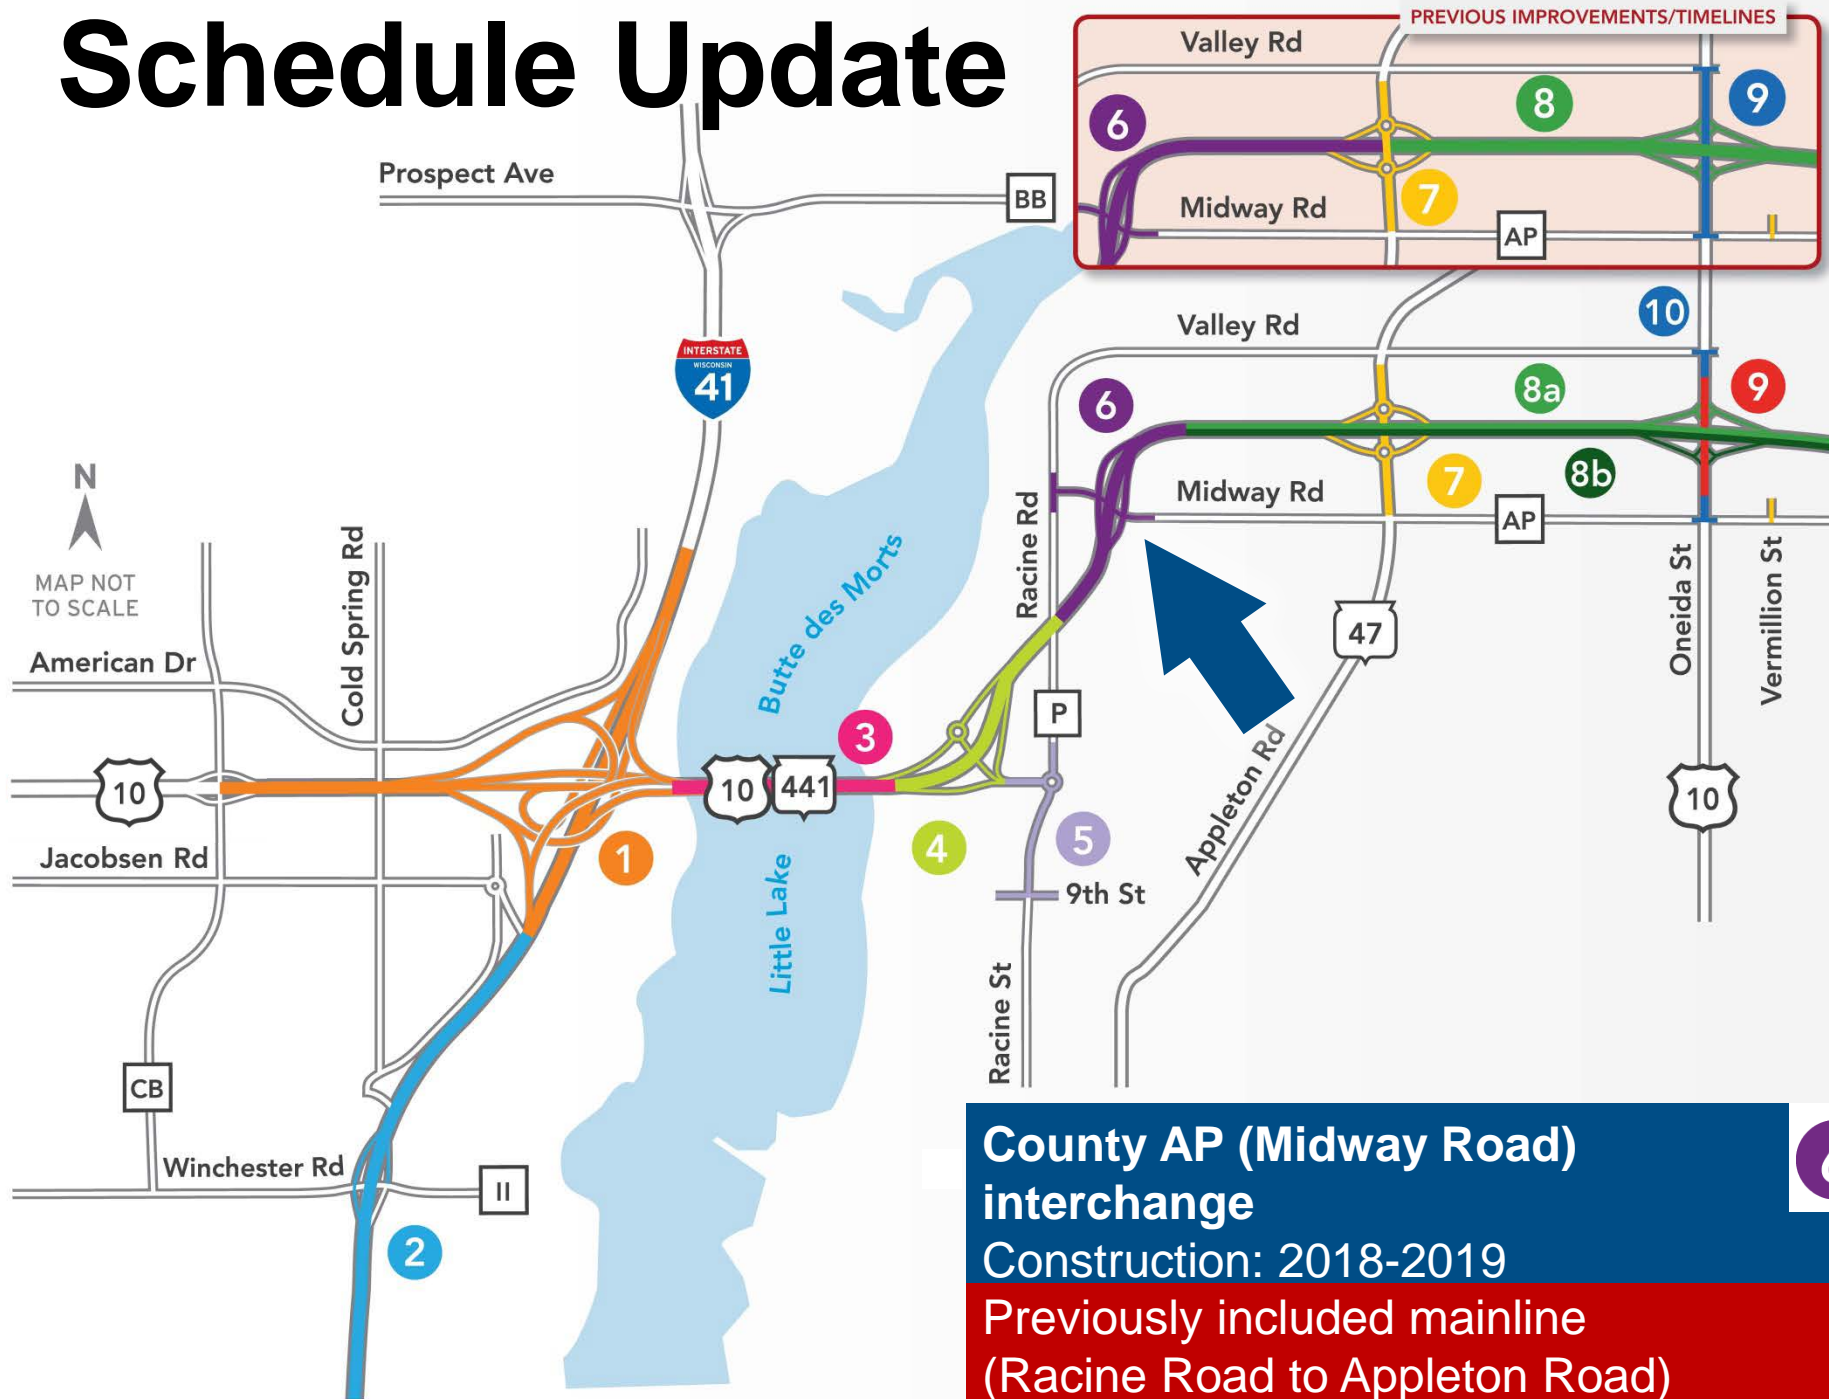 Schedule Update
PREVIOUS IMPROVEMENTS/TIMELINES
Valley Rd
6
8
9
7
Midway Rd
AP
Prospect Ave
BB
INTERSTATE
WISCONSIN
41
10
Valley Rd
6
8a
9
8b
7
Midway Rd
AP
N
MAP NOT
TO SCALE
Cold Spring Rd
American Dr
Butte des Morts
Racine Rd
47
Oneida St
Vermillion St
P
3
10
10
441
10
Appleton Rd
Jacobsen Rd
1
4
5
9th St
Little Lake
Racine St
CB
Winchester Rd
II
2
County AP (Midway Road)
interchange
6
Construction: 2018-2019
Previously included mainline
(Racine Road to Appleton Road)